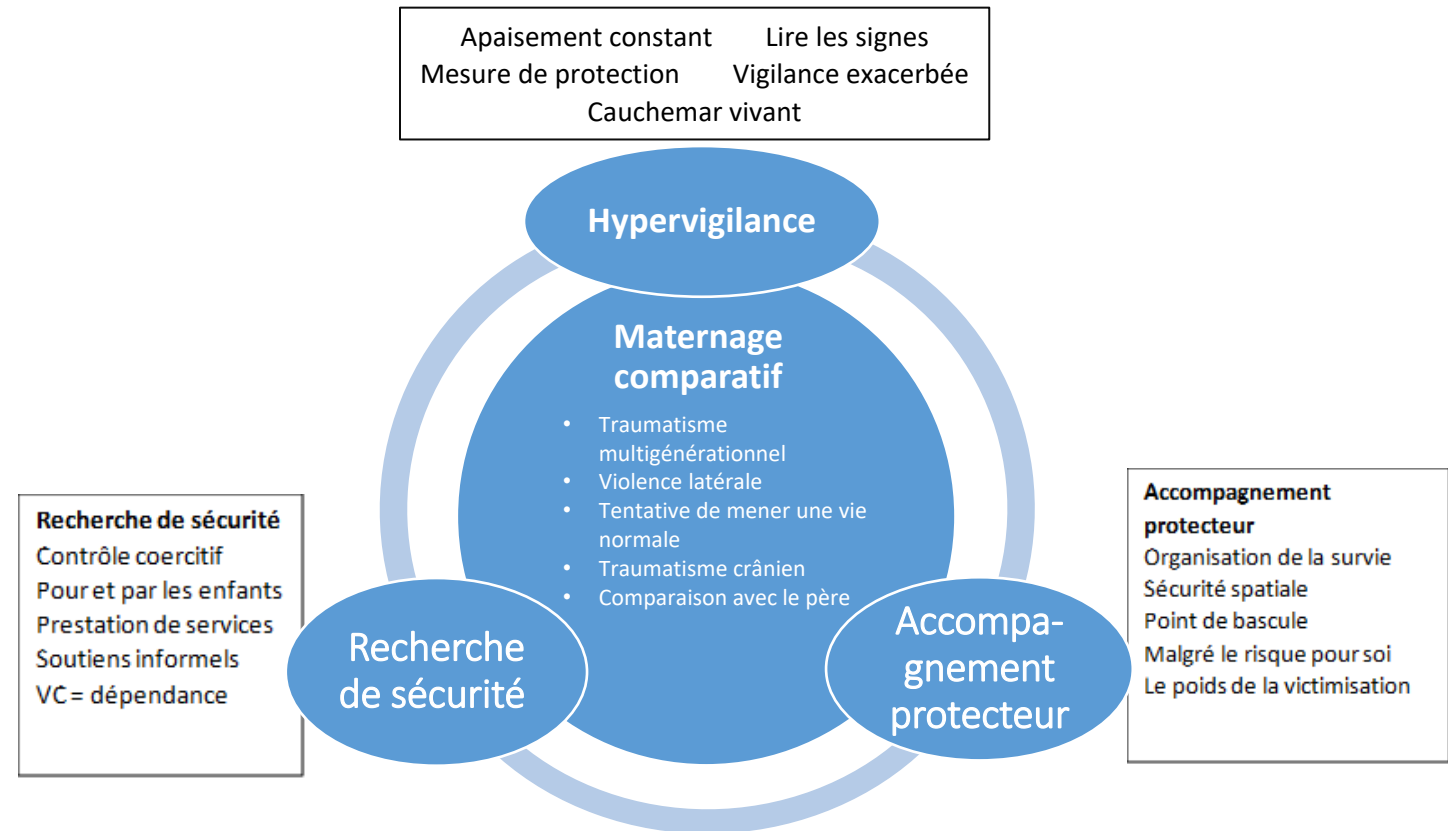 Apaisement constant Lire les signes
Mesure de protection Vigilance exacerbée
Cauchemar vivant
Hypervigilance
Maternage
comparatif
• Traumatisme
multigénérationnel
• Violence latérale
• Tentative de mener une vie
normale
• Traumatisme crânien
• Comparaison avec le père
Recherche de sécurité
Contrôle coercitif
Pour et par les enfants
Prestation de services
Soutiens informels
VC = dépendance
Recherche
de sécurité
Accompa-
gnement
protecteur
Accompagnement
protecteur
Organisation de la survie
Sécurité spatiale
Point de bascule
Malgré le risque pour soi
Le poids de la victimisation